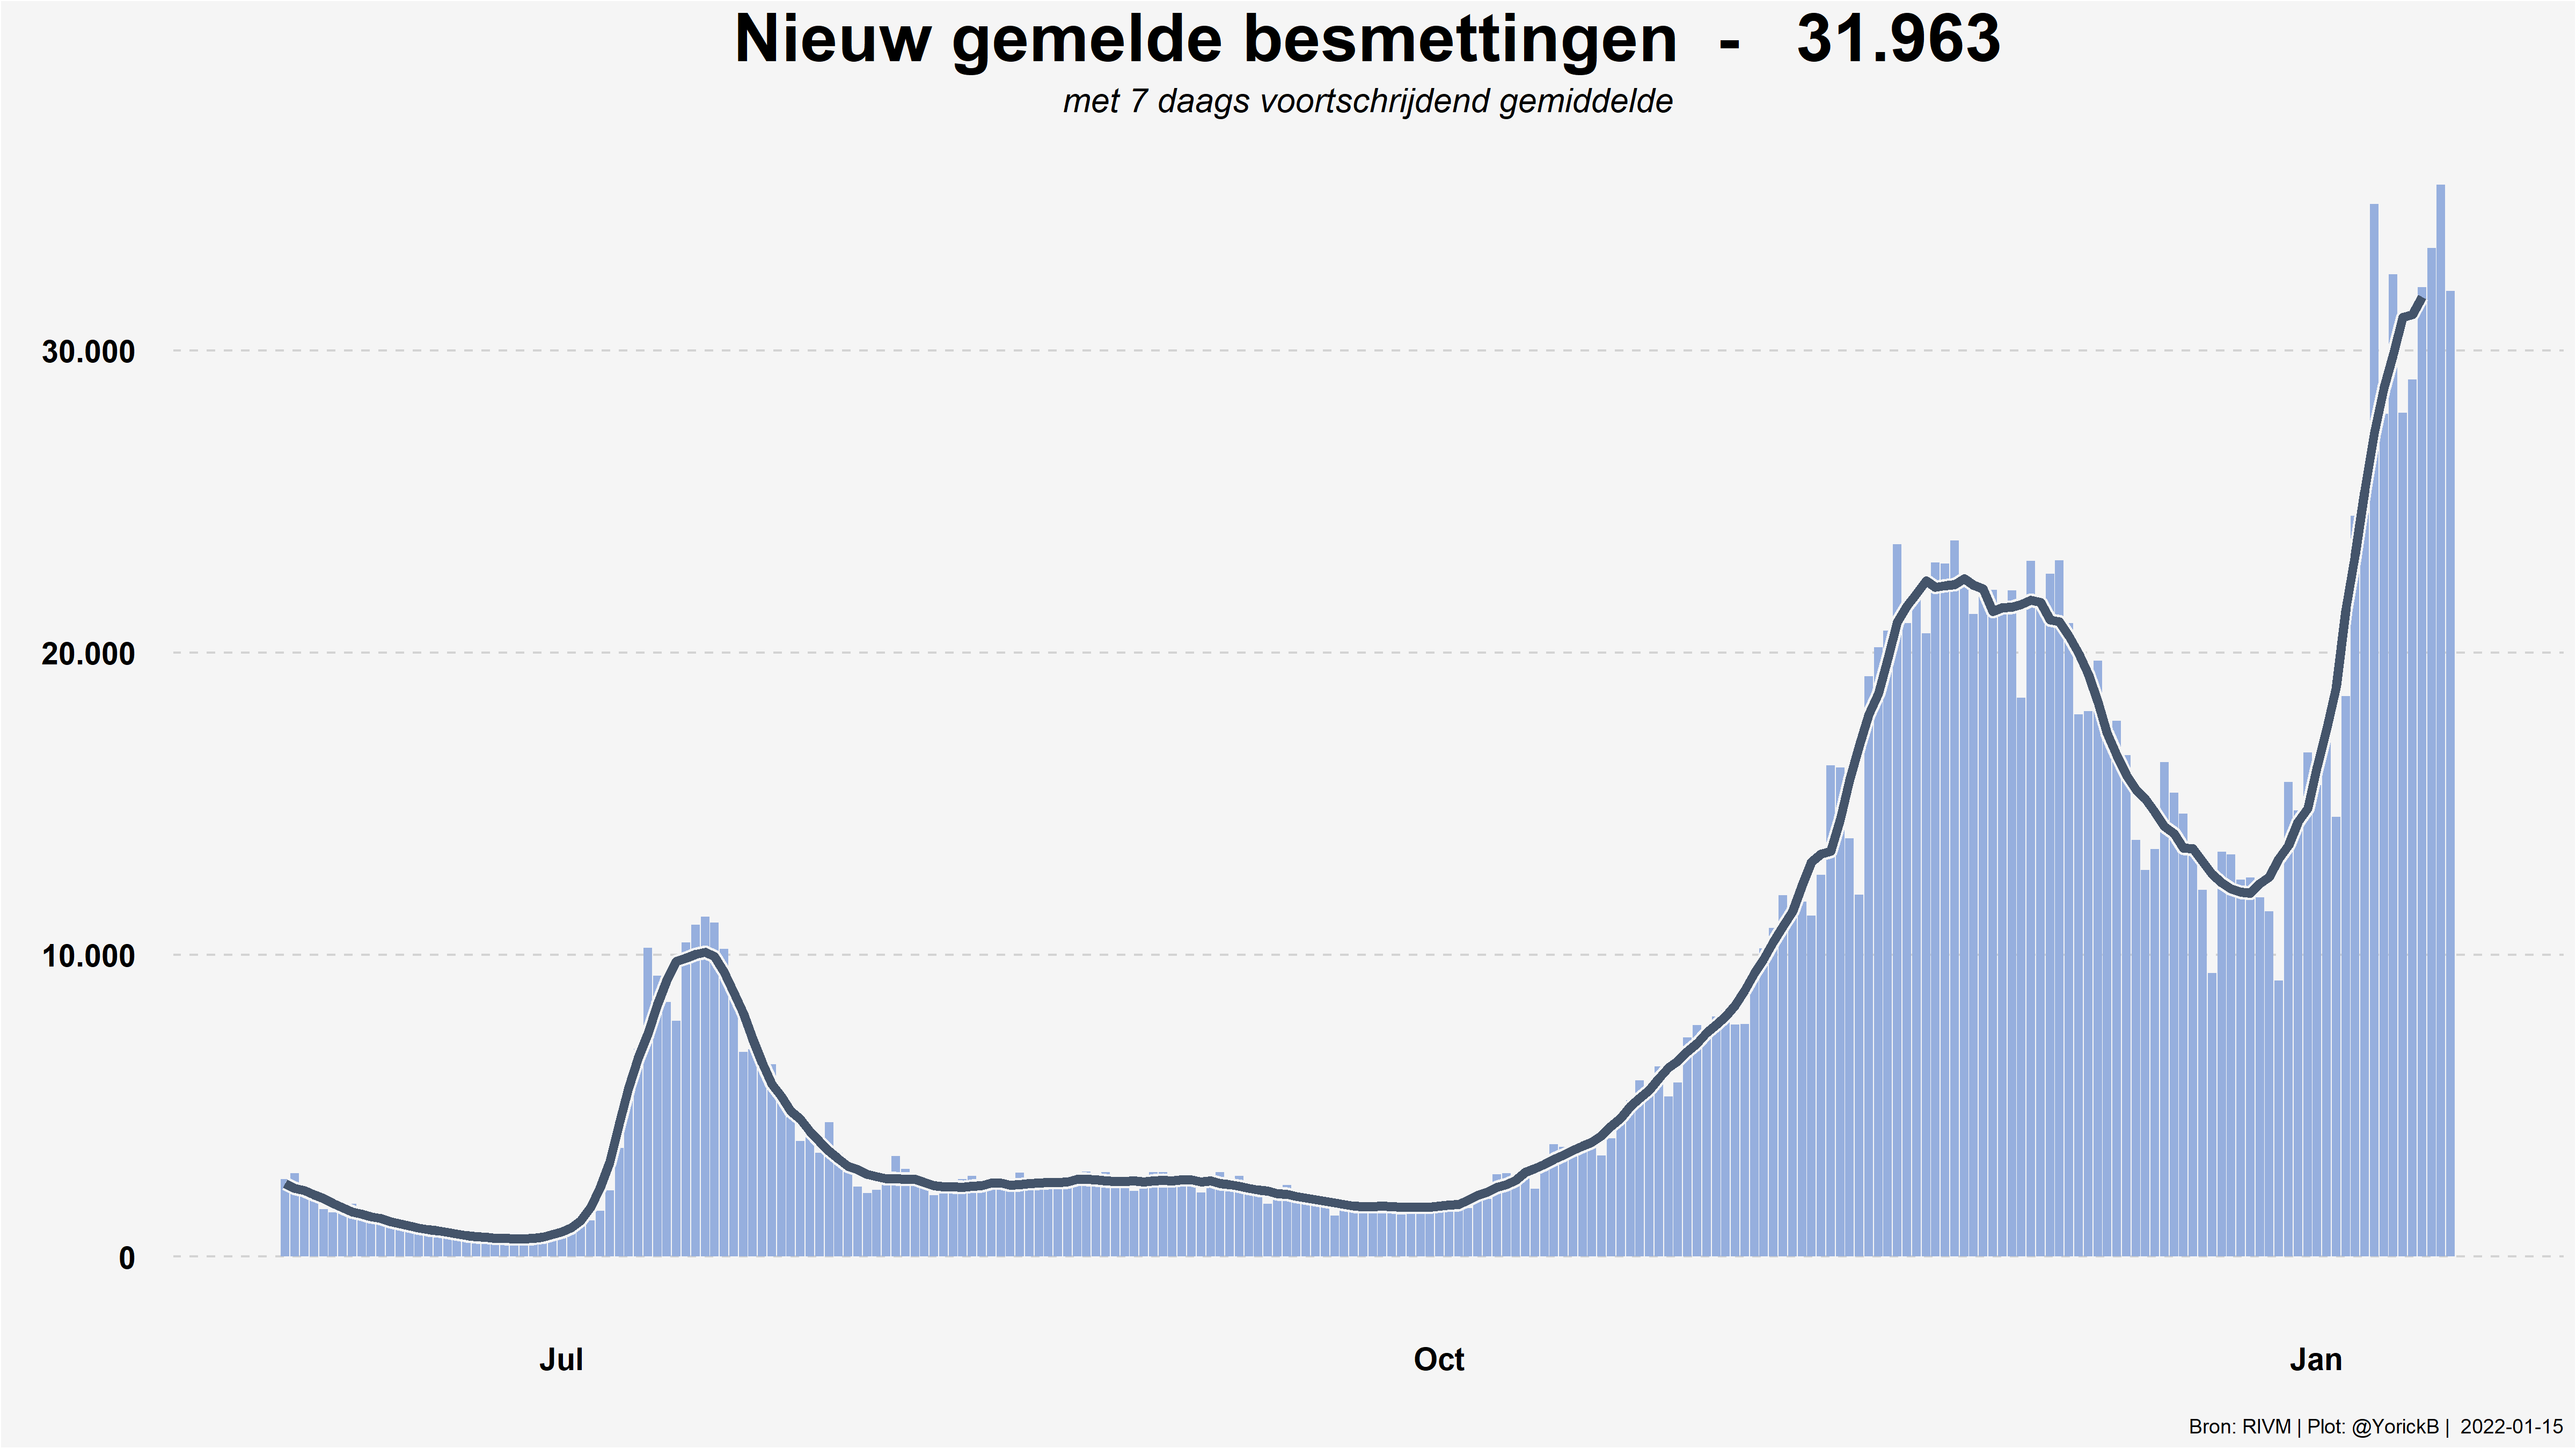 Nieuw gemelde besmettingen - 31.963
met 7 daags voortschrijdend gemiddelde
30.000
20.000
10.000
0
Jul Oct Jan
Bron: RIVM | Plot: @YorickB | 2022-01-15